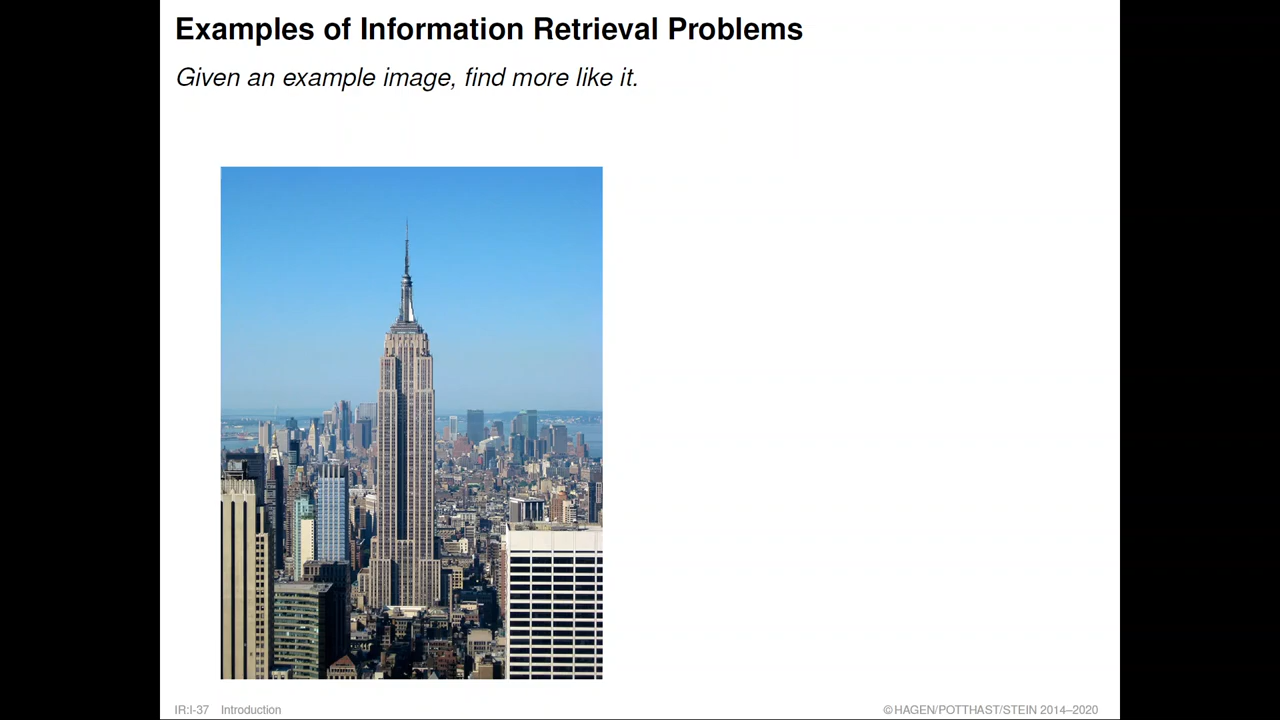 Examples of Information Retrieval Problems
Given an example image, find more like it.
IR:I-37 Introduction ©HAGEN/POTTHAST/STEIN 2014–2020